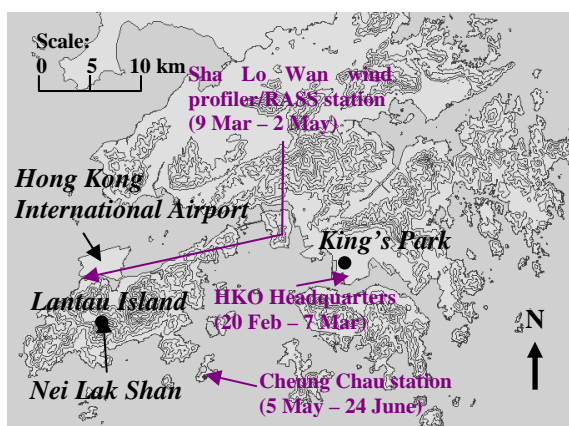 Scale:
0 5 10 km
Sha Lo Wan wind
profiler/RASS station
(9 Mar – 2 May)
Hong Kong
International Airport
King's Park
Lantau Island
HKO Headquarters
(20 Feb – 7 Mar)
N
Nei Lak Shan
Cheung Chau station
(5 May – 24 June)